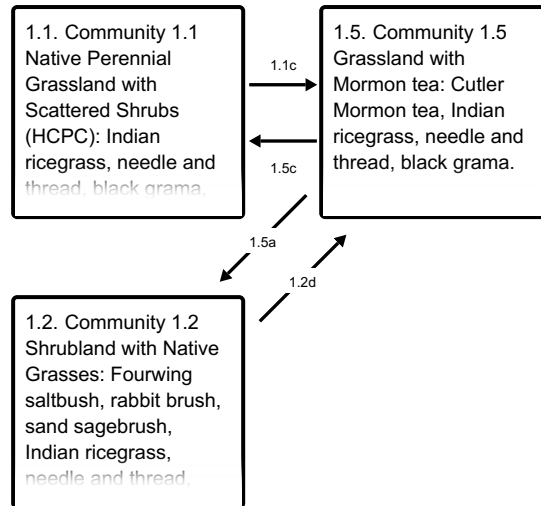 1.1. Community 1.1
Native Perennial
Grassland with
Scattered Shrubs
(HCPC): Indian
ricegrass, needle and
thread, black grama,
1.1c
1.5. Community 1.5
Grassland with
Mormon tea: Cutler
Mormon tea, Indian
ricegrass, needle and
thread, black grama.
1.5c
1.5a
1.2d
1.2. Community 1.2
Shrubland with Native
Grasses: Fourwing
saltbush, rabbit brush,
sand sagebrush,
Indian ricegrass,
needle and thread,